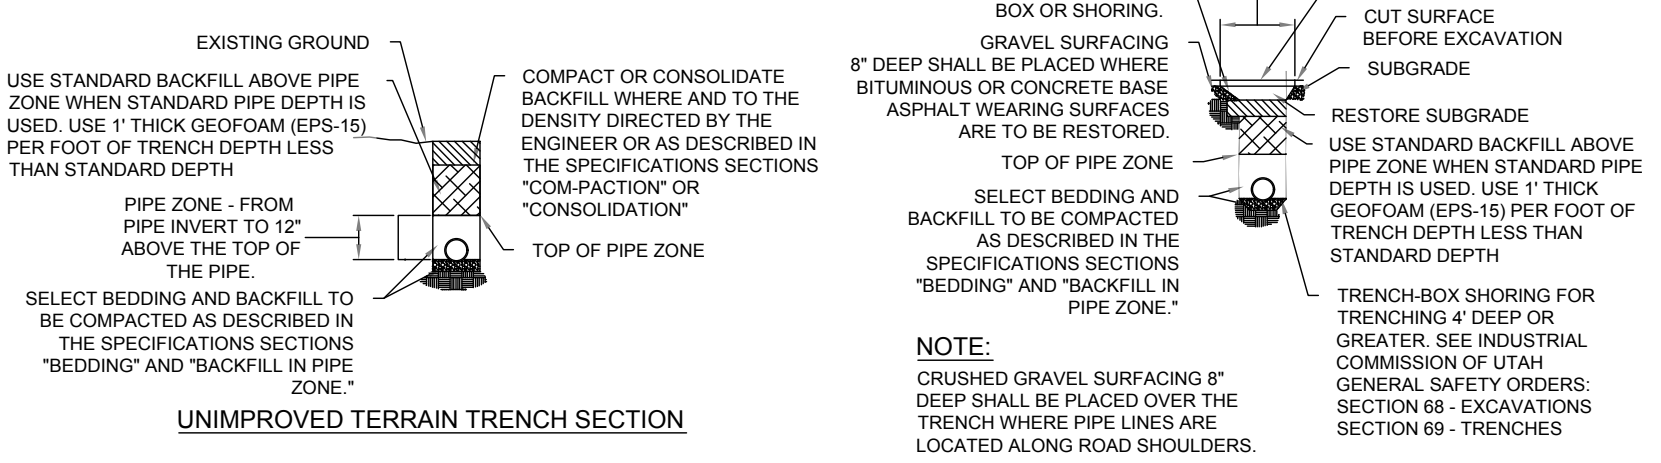 EXISTING GROUND
USE STANDARD BACKFILL ABOVE PIPE
ZONE WHEN STANDARD PIPE DEPTH IS
USED. USE 1' THICK GEOFOAM (EPS-15)
PER FOOT OF TRENCH DEPTH LESS
THAN STANDARD DEPTH
PIPE ZONE - FROM
PIPE INVERT TO 12"
ABOVE THE TOP OF
THE PIPE.
SELECT BEDDING AND BACKFILL TO
BE COMPACTED AS DESCRIBED IN
THE SPECIFICATIONS SECTIONS
"BEDDING" AND "BACKFILL IN PIPE
ZONE."
COMPACT OR CONSOLIDATE
BACKFILL WHERE AND TO THE
DENSITY DIRECTED BY THE
ENGINEER OR AS DESCRIBED IN
THE SPECIFICATIONS SECTIONS
"COM-PACTION" OR
"CONSOLIDATION"
TOP OF PIPE ZONE
UNIMPROVED TERRAIN TRENCH SECTION
BOX OR SHORING.
GRAVEL SURFACING
8" DEEP SHALL BE PLACED WHERE
BITUMINOUS OR CONCRETE BASE
ASPHALT WEARING SURFACES
ARE TO BE RESTORED.
TOP OF PIPE ZONE
SELECT BEDDING AND
BACKFILL TO BE COMPACTED
AS DESCRIBED IN THE
SPECIFICATIONS SECTIONS
"BEDDING" AND "BACKFILL IN
PIPE ZONE."
NOTE:
CRUSHED GRAVEL SURFACING 8"
DEEP SHALL BE PLACED OVER THE
TRENCH WHERE PIPE LINES ARE
LOCATED ALONG ROAD SHOULDERS.
CUT SURFACE
BEFORE EXCAVATION
SUBGRADE
RESTORE SUBGRADE
USE STANDARD BACKFILL ABOVE
PIPE ZONE WHEN STANDARD PIPE
DEPTH IS USED. USE 1' THICK
GEOFOAM (EPS-15) PER FOOT OF
TRENCH DEPTH LESS THAN
STANDARD DEPTH
TRENCH-BOX SHORING FOR
TRENCHING 4' DEEP OR
GREATER. SEE INDUSTRIAL
COMMISSION OF UTAH
GENERAL SAFETY ORDERS:
SECTION 68 - EXCAVATIONS
SECTION 69 - TRENCHES